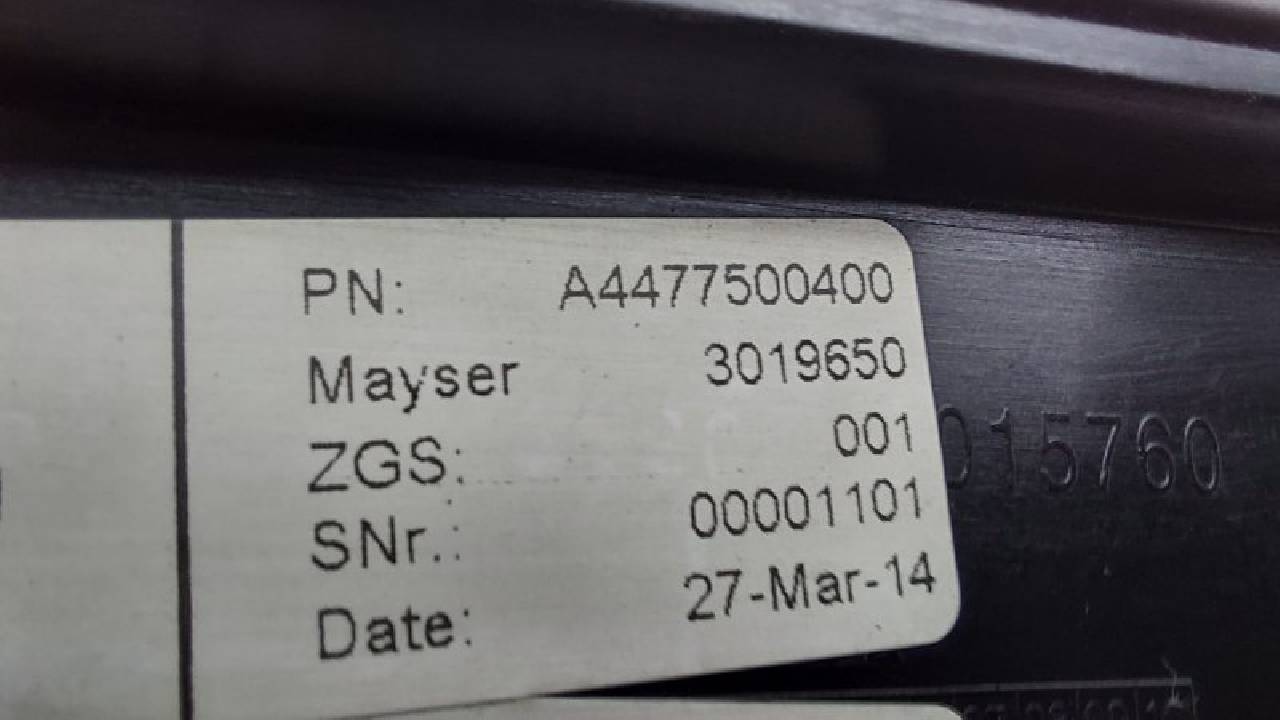 PN: A4477500400
Mayser 3019650
ZGS: 001
015760
SNr.: 00001101
Date: 27-Mar-14